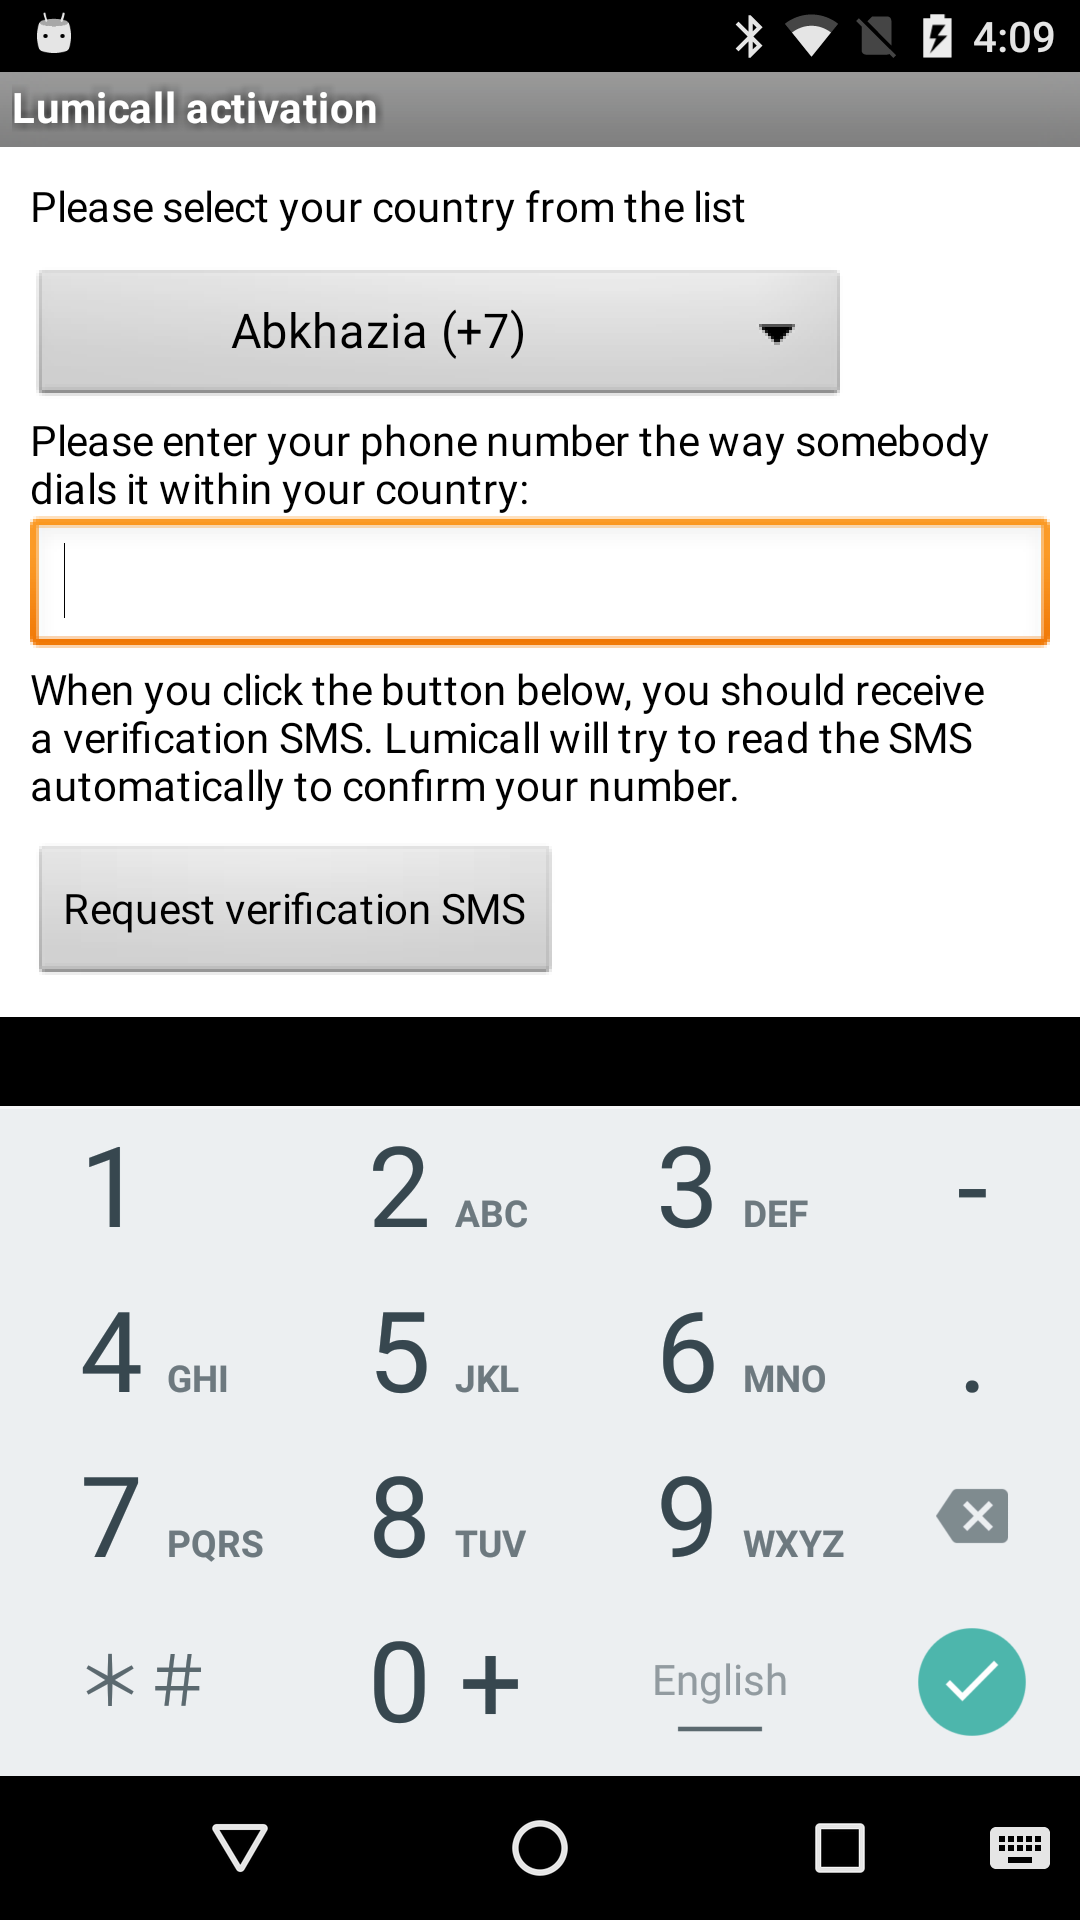 4:09
Lumicall activation
Please select your country from the list
Abkhazia (+7)
Please enter your phone number the way somebody
dials it within your country:
When you click the button below, you should receive
a verification SMS. Lumicall will try to read the SMS
automatically to confirm your number.
Request verification SMS
1 2 ABC 3 DEF -
4 GHI 5 JKL 6 MNO .
7 PQRS 8 TUV 9 WXYZ
* # 0 + English